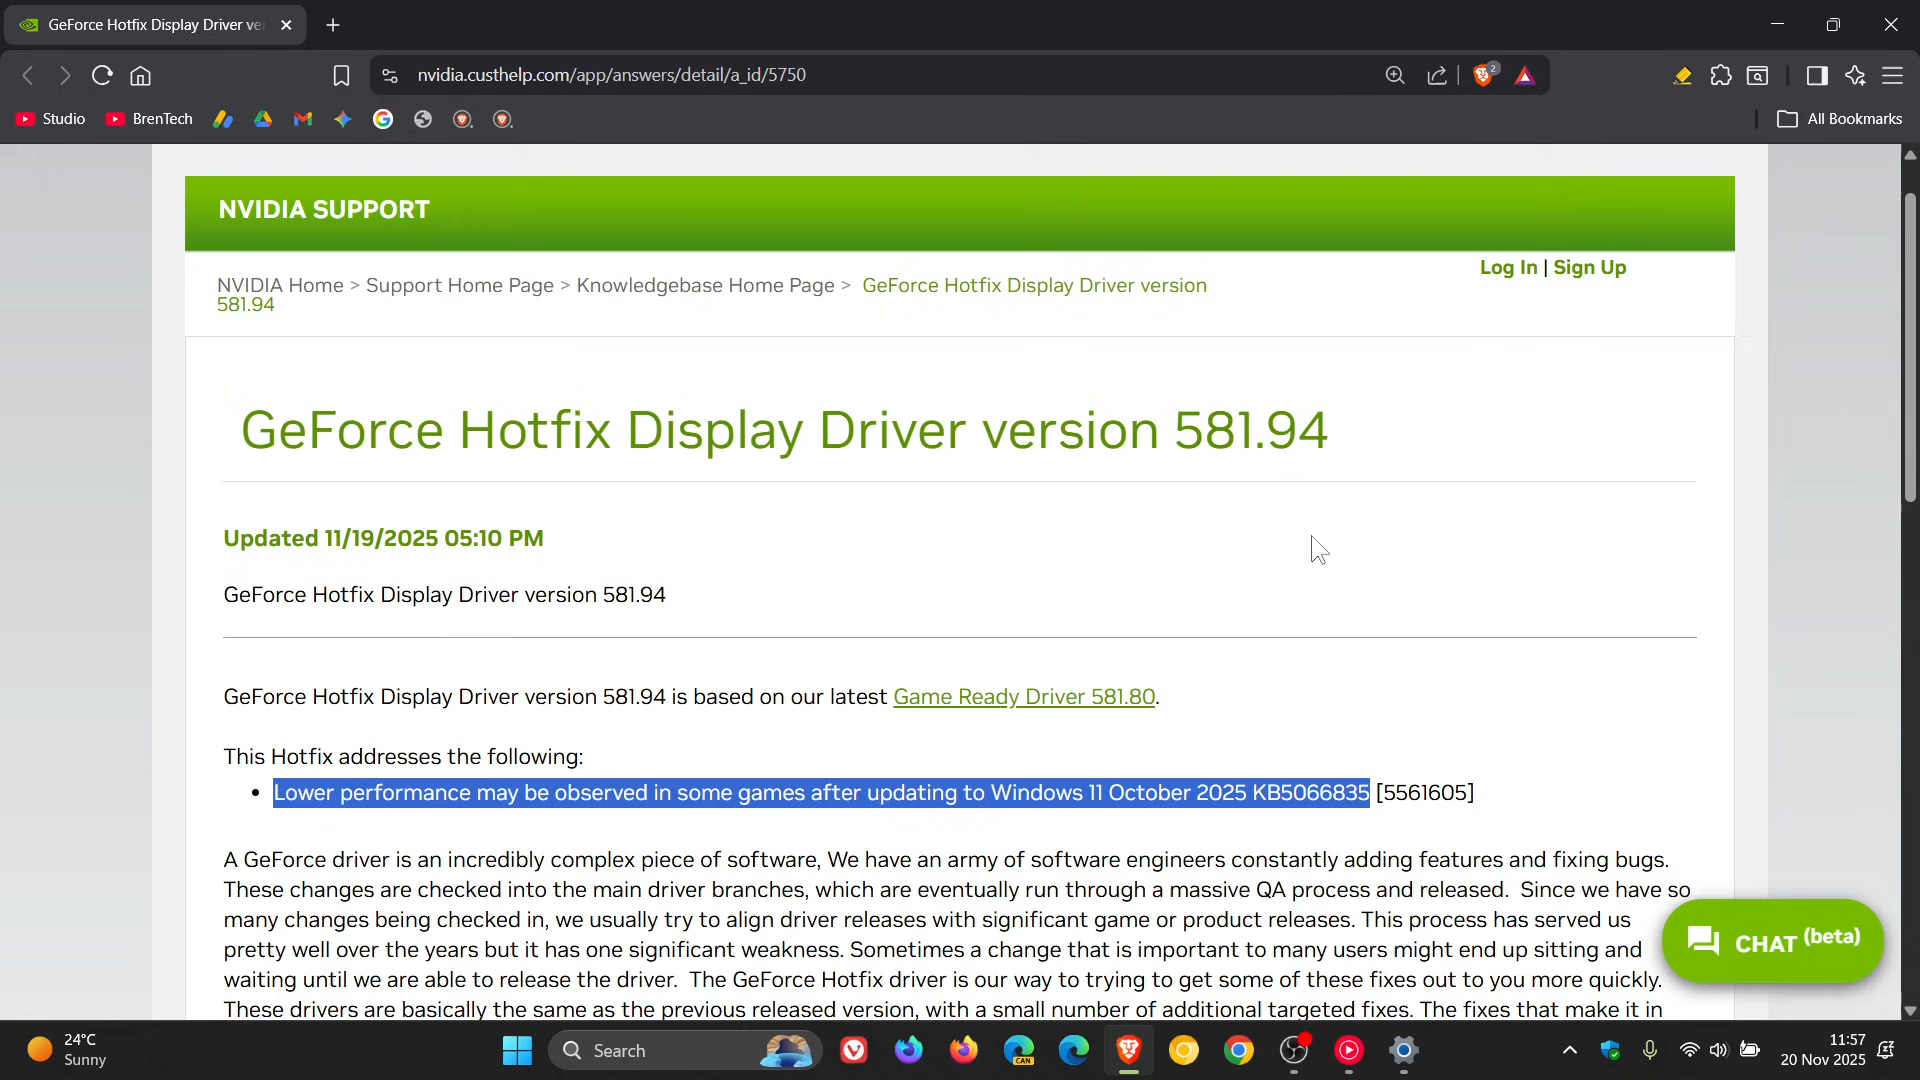 GeForce Hotfix Display Driver ve
nvidia.custhelp.com/app/answers/detail/a_id/5750
2
Studio
BrenTech
All Bookmarks
NVIDIA SUPPORT
Log In | Sign Up
NVIDIA Home > Support Home Page > Knowledgebase Home Page > GeForce Hotfix Display Driver version
581.94
GeForce Hotfix Display Driver version 581.94
Updated 11/19/2025 05:10 PM
GeForce Hotfix Display Driver version 581.94
GeForce Hotfix Display Driver version 581.94 is based on our latest Game Ready Driver 581.80.
This Hotfix addresses the following:
• Lower performance may be observed in some games after updating to Windows 11 October 2025 KB5066835 [5561605]
A GeForce driver is an incredibly complex piece of software, We have an army of software engineers constantly adding features and fixing bugs.
These changes are checked into the main driver branches, which are eventually run through a massive QA process and released. Since we have so
many changes being checked in, we usually try to align driver releases with significant game or product releases. This process has served us
pretty well over the years but it has one significant weakness. Sometimes a change that is important to many users might end up sitting and
waiting until we are able to release the driver. The GeForce Hotfix driver is our way to trying to get some of these fixes out to you more quickly.
These drivers are basically the same as the previous released version, with a small number of additional targeted fixes. The fixes that make it in
CHAT (beta)
24°C
Sunny
Search
CAN
11:57
20 Nov 2025